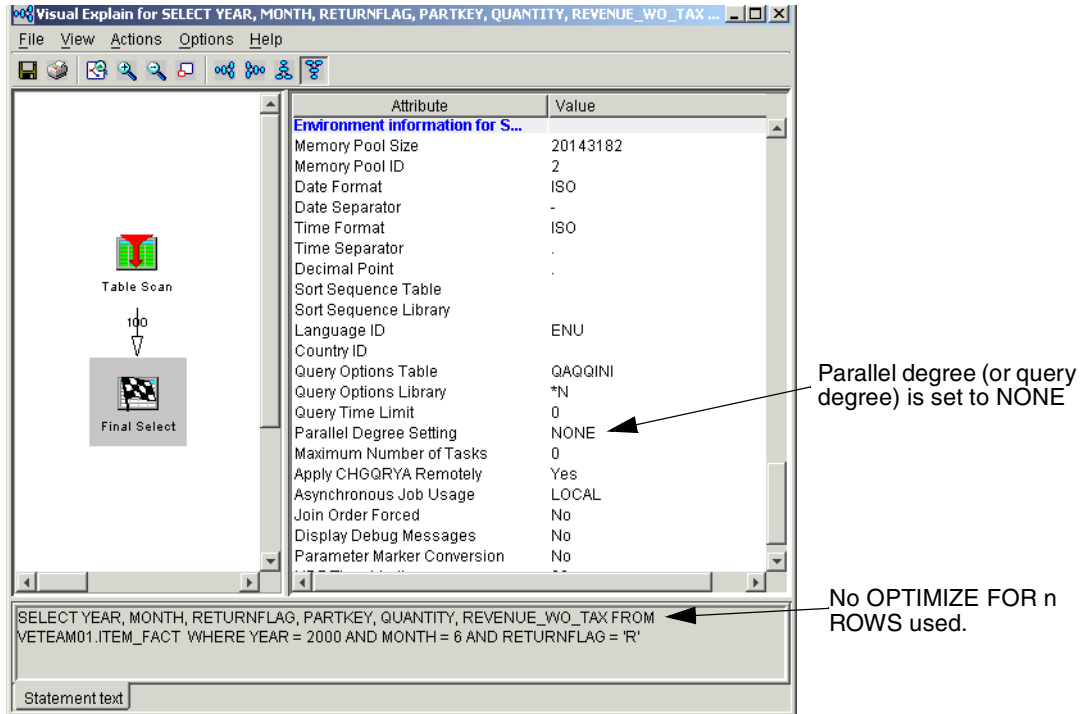 Visual Explain for SELECT YEAR, MONTH, RETURNFLAG, PARTKEY, QUANTITY, REVENUE_WO_TAX ...
File View Actions Options Help
Table Scan
100
Final Select
Attribute Value
Environment information for S...
Memory Pool Size 20143182
Memory Pool ID 2
Date Format ISO
Date Separator -
Time Format ISO
Time Separator .
Decimal Point .
Sort Sequence Table
Sort Sequence Library
Language ID ENU
Country ID
Query Options Table QAQQINI
Query Options Library *N
Query Time Limit 0
Parallel Degree Setting NONE
Maximum Number of Tasks 0
Apply CHGQRYA Remotely Yes
Asynchronous Job Usage LOCAL
Join Order Forced No
Display Debug Messages No
Parameter Marker Conversion No
Parallel degree (or query
degree) is set to NONE
SELECT YEAR, MONTH, RETURNFLAG, PARTKEY, QUANTITY, REVENUE_WO_TAX FROM
VETEAM01.ITEM_FACT WHERE YEAR = 2000 AND MONTH = 6 AND RETURNFLAG = 'R'
No OPTIMIZE FOR n
ROWS used.
Statement text